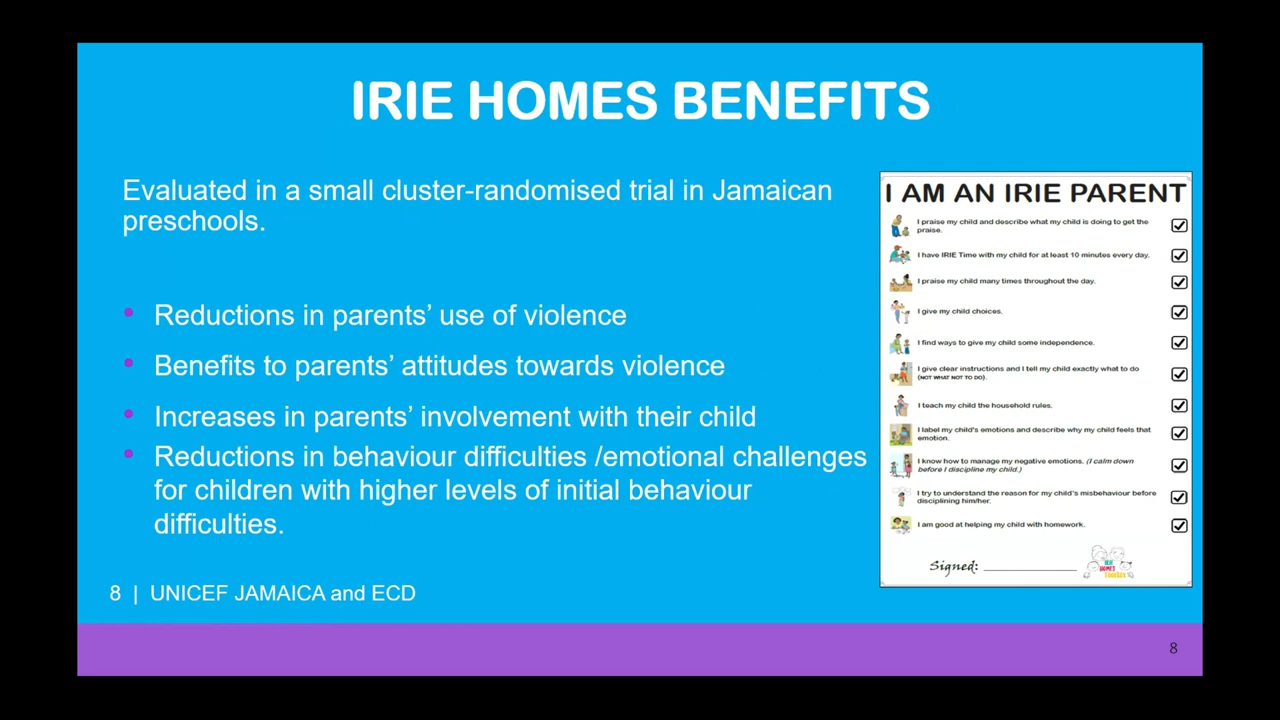 IRIE HOMES BENEFITS
Evaluated in a small cluster-randomised trial in Jamaican
preschools.
• Reductions in parents’ use of violence
• Benefits to parents’ attitudes towards violence
• Increases in parents’ involvement with their child
• Reductions in behaviour difficulties /emotional challenges
for children with higher levels of initial behaviour
difficulties.
8 | UNICEF JAMAICA and ECD
I AM AN IRIE PARENT
I praise my child and describe what my child is doing to get the
praise.
I have IRIE Time with my child for at least 10 minutes every day.
I praise my child many times throughout the day.
I give my child choices.
I find ways to give my child some independence.
I give clear instructions and I tell my child exactly what to do
(NOT WHAT NOT TO DO).
I teach my child the household rules.
I label my child's emotions and describe why my child feels that
emotion.
I know how to manage my negative emotions. (I calm down
before I discipline my child.)
I try to understand the reason for my child's misbehaviour before
disciplining him/her.
I am good at helping my child with homework.
Signed: ____________
IRIE
HOMES
TOOLBOX
8